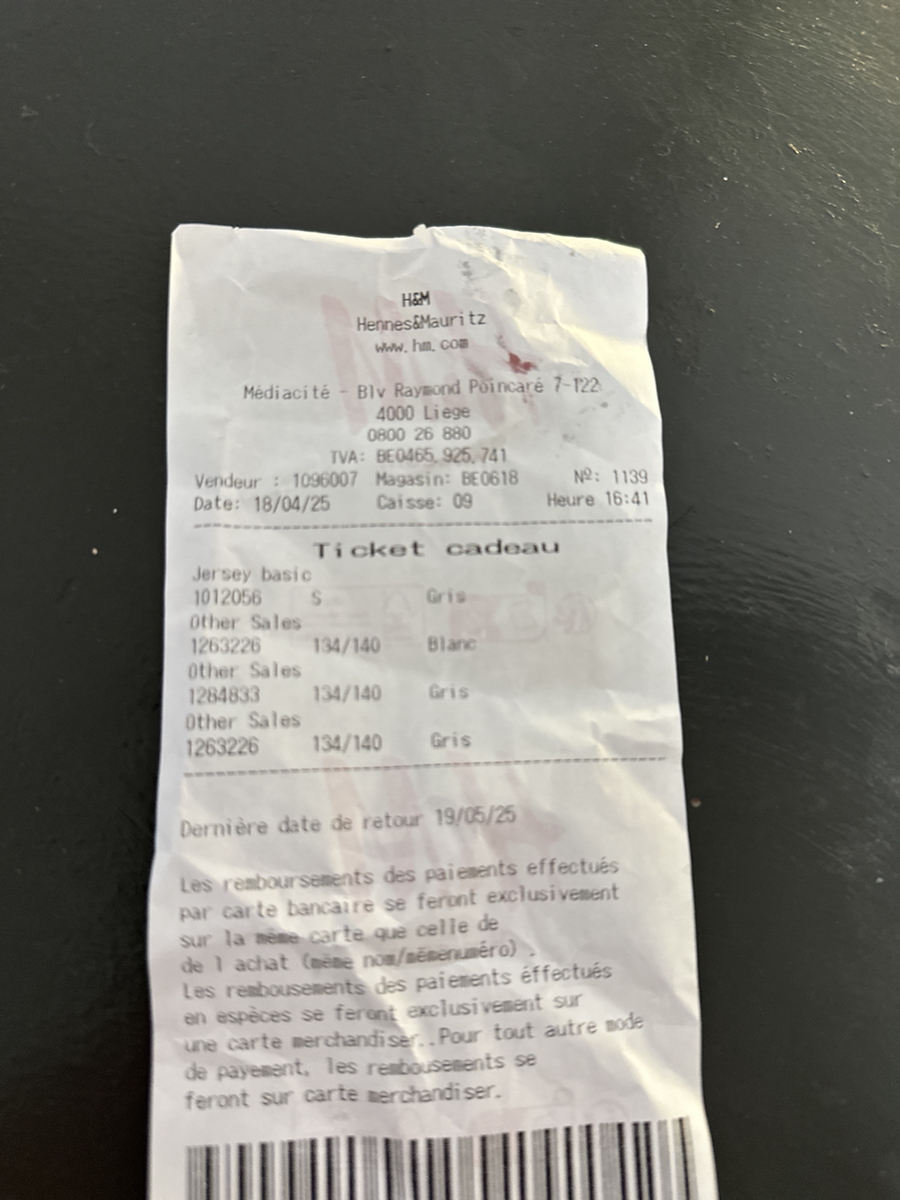 H&M
Hennes&Mauritz
www.hm.com
Médiacité - Blv Raymond Poincaré 7-122
4000 Liege
0800 26 880
TVA: BE0465.925.741
Vendeur : 1096007 Magasin: BE0618 Nº: 1139
Date: 18/04/25 Caisse: 09 Heure 16:41
Ticket cadeau
Jersey basic
1012056 S Gris
Other Sales
1263226 134/140 Blanc
Other Sales
1284833 134/140 Gris
Other Sales
1263226 134/140 Gris
Dernière date de retour 19/05/25
Les remboursements des paiements effectués
par carte bancaire se feront exclusivement
sur la même carte que celle de
de l achat (même nom/mêmenuméro) .
Les rembousements des paiements éffectués
en espèces se feront exclusivement sur
une carte merchandiser..Pour tout autre mode
de payement, les rembousements se
feront sur carte merchandiser.